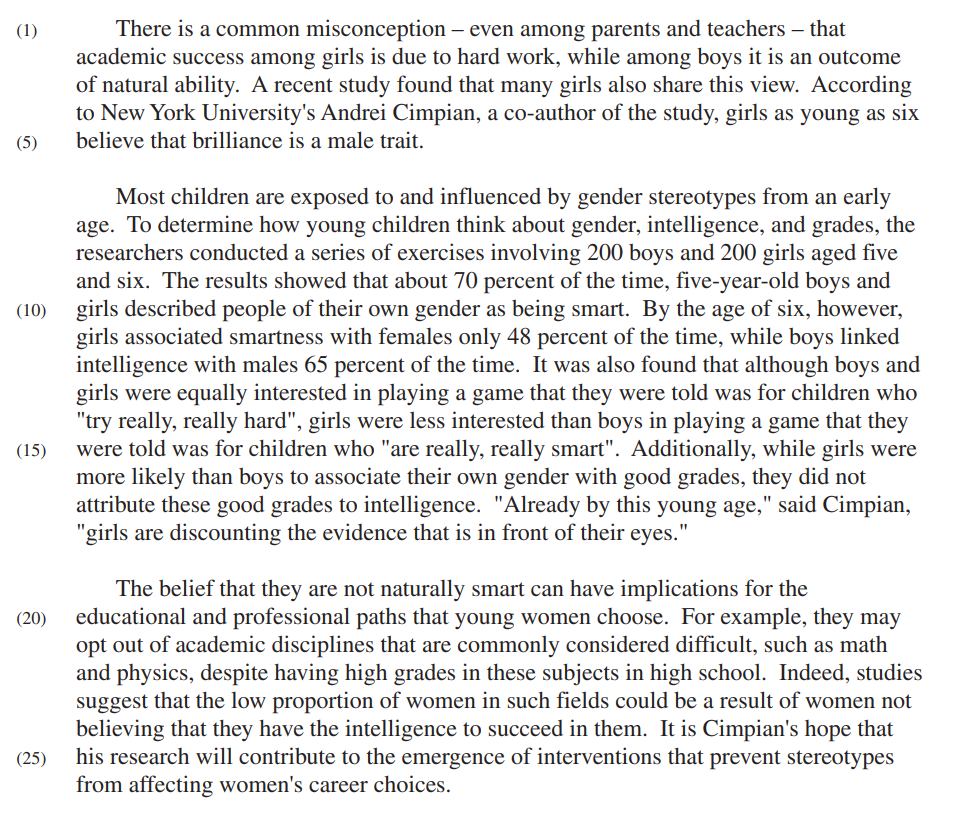 (1) There is a common misconception – even among parents and teachers – that
academic success among girls is due to hard work, while among boys it is an outcome
of natural ability. A recent study found that many girls also share this view. According
to New York University's Andrei Cimpian, a co-author of the study, girls as young as six
(5) believe that brilliance is a male trait.
Most children are exposed to and influenced by gender stereotypes from an early
age. To determine how young children think about gender, intelligence, and grades, the
researchers conducted a series of exercises involving 200 boys and 200 girls aged five
and six. The results showed that about 70 percent of the time, five-year-old boys and
(10) girls described people of their own gender as being smart. By the age of six, however,
girls associated smartness with females only 48 percent of the time, while boys linked
intelligence with males 65 percent of the time. It was also found that although boys and
girls were equally interested in playing a game that they were told was for children who
"try really, really hard", girls were less interested than boys in playing a game that they
(15) were told was for children who "are really, really smart". Additionally, while girls were
more likely than boys to associate their own gender with good grades, they did not
attribute these good grades to intelligence. "Already by this young age," said Cimpian,
"girls are discounting the evidence that is in front of their eyes."
The belief that they are not naturally smart can have implications for the
(20) educational and professional paths that young women choose. For example, they may
opt out of academic disciplines that are commonly considered difficult, such as math
and physics, despite having high grades in these subjects in high school. Indeed, studies
suggest that the low proportion of women in such fields could be a result of women not
believing that they have the intelligence to succeed in them. It is Cimpian's hope that
(25) his research will contribute to the emergence of interventions that prevent stereotypes
from affecting women's career choices.